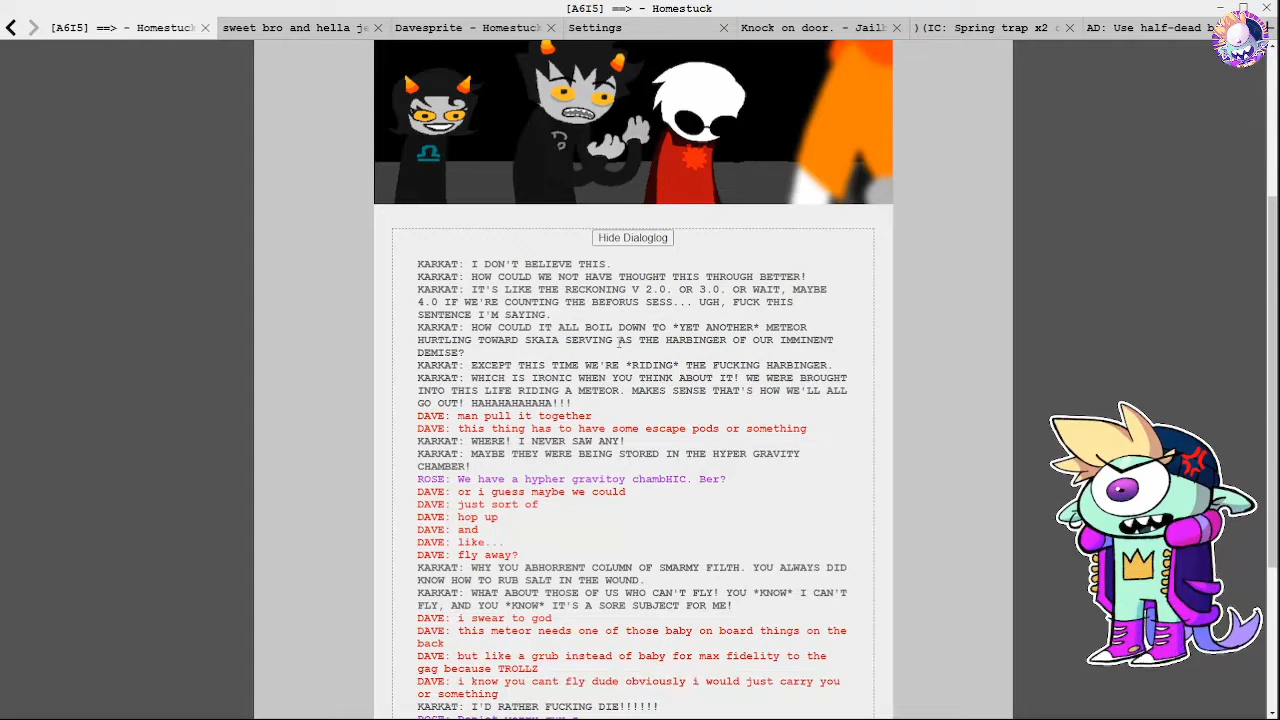 [A6I5] ==> - Homestuck
[A6I5] ==> - Homestuck
sweet bro and hella je
Davesprite - Homestuck
Settings
Knock on door. - Jailb
)(IC: Spring trap x2 c
AD: Use half-dead b
Hide Dialoglog
KARKAT: I DON'T BELIEVE THIS.
KARKAT: HOW COULD WE NOT HAVE THOUGHT THIS THROUGH BETTER!
KARKAT: IT'S LIKE THE RECKONING V 2.0. OR 3.0. OR WAIT, MAYBE
4.0 IF WE'RE COUNTING THE BEFORUS SESS... UGH, FUCK THIS
SENTENCE I'M SAYING.
KARKAT: HOW COULD IT ALL BOIL DOWN TO *YET ANOTHER* METEOR
HURTLING TOWARD SKAIA SERVING AS THE HARBINGER OF OUR IMMINENT
DEMISE?
KARKAT: EXCEPT THIS TIME WE'RE *RIDING* THE FUCKING HARBINGER.
KARKAT: WHICH IS IRONIC WHEN YOU THINK ABOUT IT! WE WERE BROUGHT
INTO THIS LIFE RIDING A METEOR. MAKES SENSE THAT'S HOW WE'LL ALL
GO OUT! HAHAHAHAHAHA!!!
DAVE: man pull it together
DAVE: this thing has to have some escape pods or something
KARKAT: WHERE! I NEVER SAW ANY!
KARKAT: MAYBE THEY WERE BEING STORED IN THE HYPER GRAVITY
CHAMBER!
ROSE: We have a hypher gravitoy chambHIC. Ber?
DAVE: or i guess maybe we could
DAVE: just sort of
DAVE: hop up
DAVE: and
DAVE: like...
DAVE: fly away?
KARKAT: WHY YOU ABHORRENT COLUMN OF SMARMY FILTH. YOU ALWAYS DID
KNOW HOW TO RUB SALT IN THE WOUND.
KARKAT: WHAT ABOUT THOSE OF US WHO CAN'T FLY! YOU *KNOW* I CAN'T
FLY, AND YOU *KNOW* IT'S A SORE SUBJECT FOR ME!
DAVE: i swear to god
DAVE: this meteor needs one of those baby on board things on the
back
DAVE: but like a grub instead of baby for max fidelity to the
gag because TROLLZ
DAVE: i know you cant fly dude obviously i would just carry you
or something
KARKAT: I'D RATHER FUCKING DIE!!!!!!